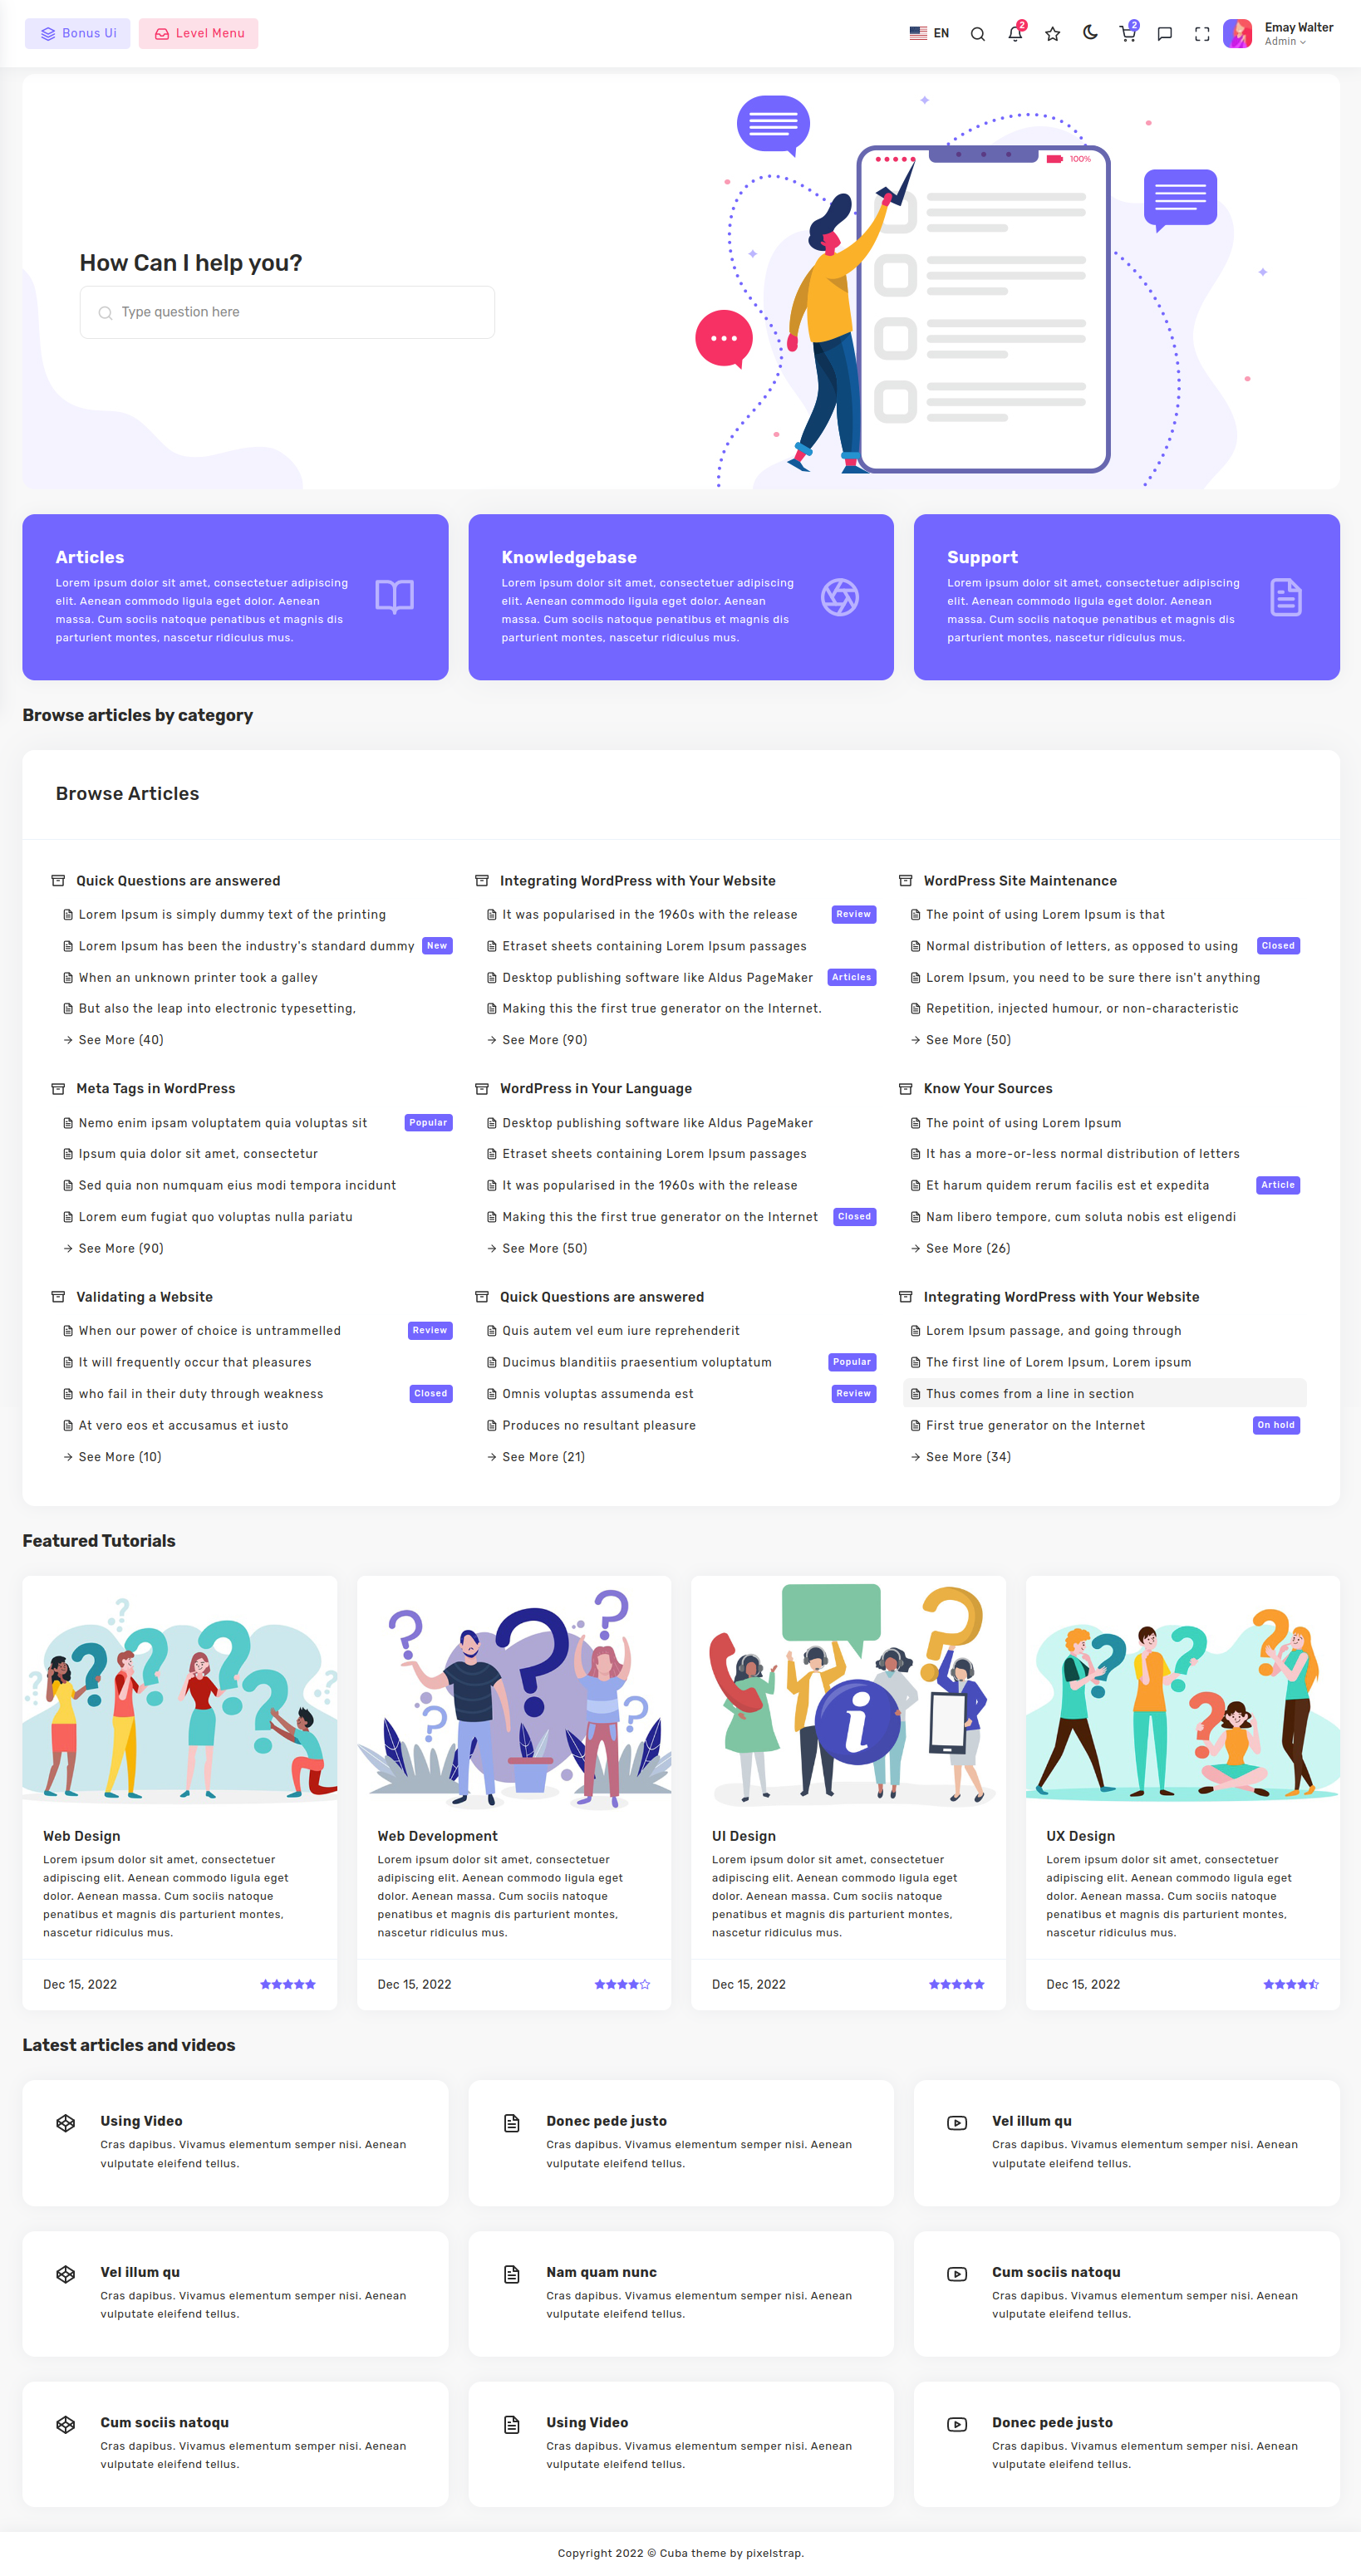 Bonus Ui
Level Menu
EN
2
2
Emay Walter
Admin
100%
How Can I help you?
Type question here
Articles
Lorem ipsum dolor sit amet, consectetuer adipiscing
elit. Aenean commodo ligula eget dolor. Aenean
massa. Cum sociis natoque penatibus et magnis dis
parturient montes, nascetur ridiculus mus.
Knowledgebase
Lorem ipsum dolor sit amet, consectetuer adipiscing
elit. Aenean commodo ligula eget dolor. Aenean
massa. Cum sociis natoque penatibus et magnis dis
parturient montes, nascetur ridiculus mus.
Support
Lorem ipsum dolor sit amet, consectetuer adipiscing
elit. Aenean commodo ligula eget dolor. Aenean
massa. Cum sociis natoque penatibus et magnis dis
parturient montes, nascetur ridiculus mus.
Browse articles by category
Browse Articles
Quick Questions are answered
Lorem Ipsum is simply dummy text of the printing
Lorem Ipsum has been the industry's standard dummy New
When an unknown printer took a galley
But also the leap into electronic typesetting,
See More (40)
Integrating WordPress with Your Website
It was popularised in the 1960s with the release Review
Etraset sheets containing Lorem Ipsum passages
Desktop publishing software like Aldus PageMaker Articles
Making this the first true generator on the Internet.
See More (90)
WordPress Site Maintenance
The point of using Lorem Ipsum is that
Normal distribution of letters, as opposed to using Closed
Lorem Ipsum, you need to be sure there isn't anything
Repetition, injected humour, or non-characteristic
See More (50)
Meta Tags in WordPress
Nemo enim ipsam voluptatem quia voluptas sit Popular
Ipsum quia dolor sit amet, consectetur
Sed quia non numquam eius modi tempora incidunt
Lorem eum fugiat quo voluptas nulla pariatu
See More (90)
WordPress in Your Language
Desktop publishing software like Aldus PageMaker
Etraset sheets containing Lorem Ipsum passages
It was popularised in the 1960s with the release
Making this the first true generator on the Internet Closed
See More (50)
Know Your Sources
The point of using Lorem Ipsum
It has a more-or-less normal distribution of letters
Et harum quidem rerum facilis est et expedita Article
Nam libero tempore, cum soluta nobis est eligendi
See More (26)
Validating a Website
When our power of choice is untrammelled Review
It will frequently occur that pleasures
who fail in their duty through weakness Closed
At vero eos et accusamus et iusto
See More (10)
Quick Questions are answered
Quis autem vel eum iure reprehenderit
Ducimus blanditiis praesentium voluptatum Popular
Omnis voluptas assumenda est Review
Produces no resultant pleasure
See More (21)
Integrating WordPress with Your Website
Lorem Ipsum passage, and going through
The first line of Lorem Ipsum, Lorem ipsum
Thus comes from a line in section
First true generator on the Internet On hold
See More (34)
Featured Tutorials
Web Design
Lorem ipsum dolor sit amet, consectetuer
adipiscing elit. Aenean commodo ligula eget
dolor. Aenean massa. Cum sociis natoque
penatibus et magnis dis parturient montes,
nascetur ridiculus mus.
Dec 15, 2022
Web Development
Lorem ipsum dolor sit amet, consectetuer
adipiscing elit. Aenean commodo ligula eget
dolor. Aenean massa. Cum sociis natoque
penatibus et magnis dis parturient montes,
nascetur ridiculus mus.
Dec 15, 2022
UI Design
Lorem ipsum dolor sit amet, consectetuer
adipiscing elit. Aenean commodo ligula eget
dolor. Aenean massa. Cum sociis natoque
penatibus et magnis dis parturient montes,
nascetur ridiculus mus.
Dec 15, 2022
UX Design
Lorem ipsum dolor sit amet, consectetuer
adipiscing elit. Aenean commodo ligula eget
dolor. Aenean massa. Cum sociis natoque
penatibus et magnis dis parturient montes,
nascetur ridiculus mus.
Dec 15, 2022
Latest articles and videos
Using Video
Cras dapibus. Vivamus elementum semper nisi. Aenean
vulputate eleifend tellus.
Donec pede justo
Cras dapibus. Vivamus elementum semper nisi. Aenean
vulputate eleifend tellus.
Vel illum qu
Cras dapibus. Vivamus elementum semper nisi. Aenean
vulputate eleifend tellus.
Vel illum qu
Cras dapibus. Vivamus elementum semper nisi. Aenean
vulputate eleifend tellus.
Nam quam nunc
Cras dapibus. Vivamus elementum semper nisi. Aenean
vulputate eleifend tellus.
Cum sociis natoqu
Cras dapibus. Vivamus elementum semper nisi. Aenean
vulputate eleifend tellus.
Cum sociis natoqu
Cras dapibus. Vivamus elementum semper nisi. Aenean
vulputate eleifend tellus.
Using Video
Cras dapibus. Vivamus elementum semper nisi. Aenean
vulputate eleifend tellus.
Donec pede justo
Cras dapibus. Vivamus elementum semper nisi. Aenean
vulputate eleifend tellus.
Copyright 2022 © Cuba theme by pixelstrap.